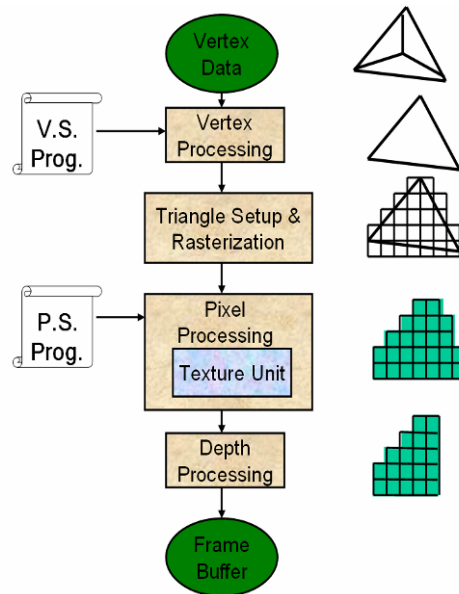 Vertex
Data
V.S.
Prog.
Vertex
Processing
Triangle Setup &
Rasterization
P.S.
Prog.
Pixel
Processing
Texture Unit
Depth
Processing
Frame
Buffer